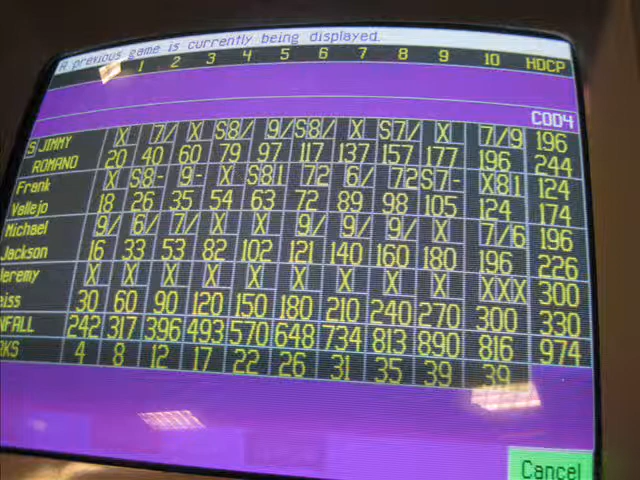 A previous game is currently being displayed.
1 2 3 4 5 6 7 8 9 10 HDCP
COD4
S JIMMY X 7/ X S8/ 9/ S8/ X S7/ X 7/9 196
ROMANO 20 40 60 79 97 117 137 157 177 196 244
Frank X S8- 9- X S81 72 6/ 72 S7- X81 124
Vallejo 18 26 35 54 63 72 89 98 105 124 174
Michael 9/ 6/ 7/ X X 9/ 9/ 9/ X 7/6 196
Jackson 16 33 53 82 102 121 140 160 180 196 226
Jeremy X X X X X X X X X XXX 300
eiss 30 60 90 120 150 180 210 240 270 300 330
NFALL 242 317 396 493 570 648 734 813 890 816 974
RKS 4 8 12 17 22 26 31 35 39 39
Cancel